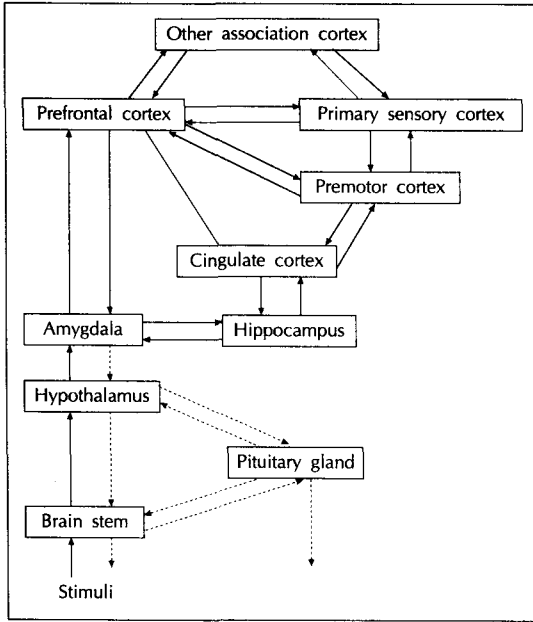 Other association cortex
Prefrontal cortex
Primary sensory cortex
Premotor cortex
Cingulate cortex
Amygdala
Hippocampus
Hypothalamus
Pituitary gland
Brain stem
Stimuli